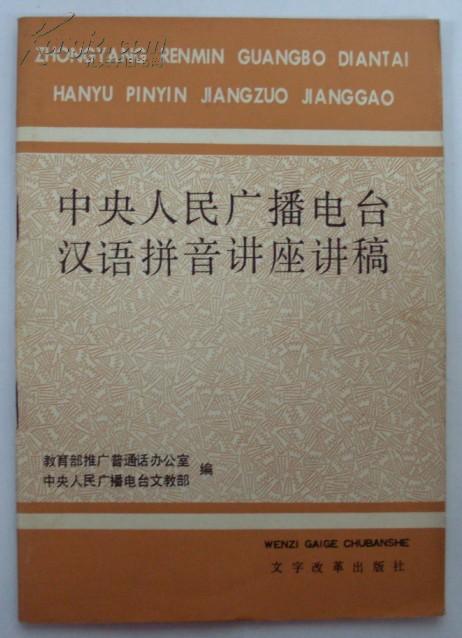 ZHONGYANG RENMIN GUANGBO DIANTAI
HANYU PINYIN JIANGZUO JIANGGAO
中央人民广播电台
汉语拼音讲座讲稿
教育部推广普通话办公室
中央人民广播电台文教部
编
WENZI GAIGE CHUBANSHE
文字改革出版社